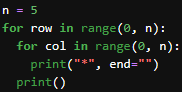 n = 5
for row in range(0, n):
  for col in range(0, n):
    print("*", end="")
  print()